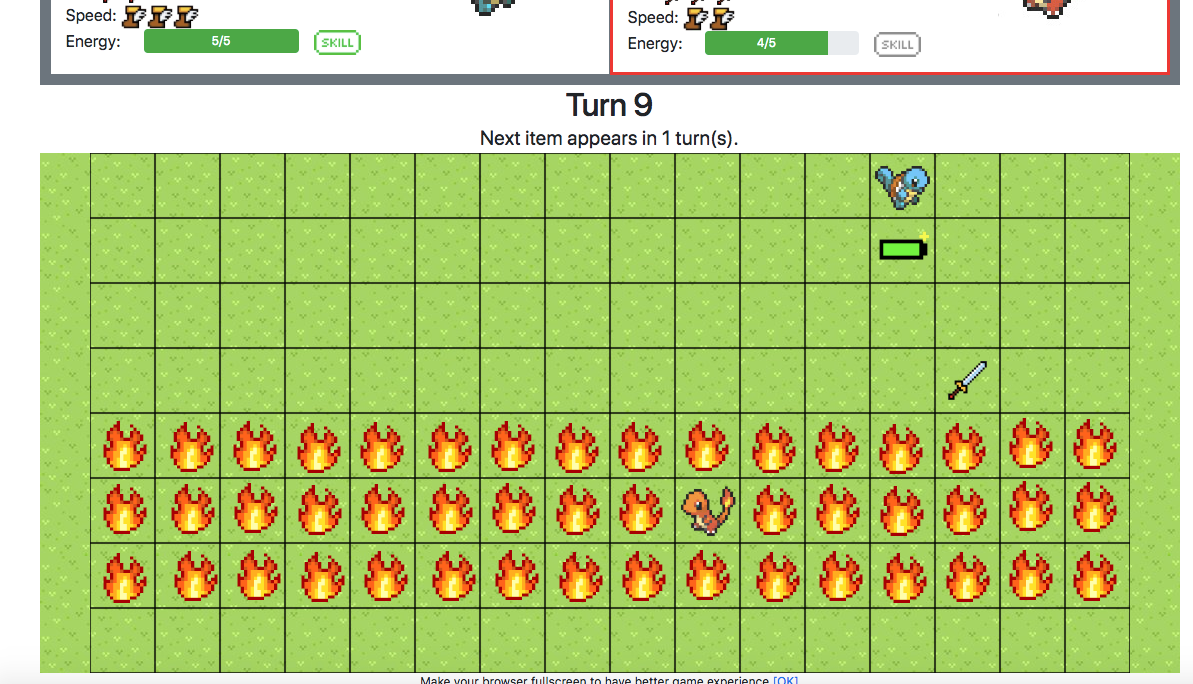 Speed:
Energy: 5/5 SKILL
Speed:
Energy: 4/5 SKILL
Turn 9
Next item appears in 1 turn(s).
Make your browser fullscreen to have better game experience [OK]